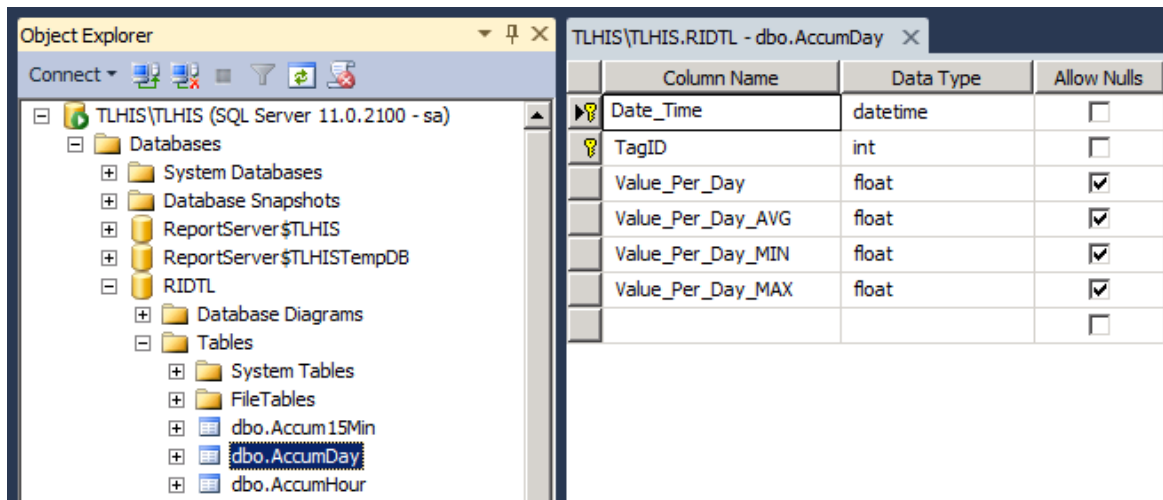 Object Explorer
Connect
TLHIS\TLHIS (SQL Server 11.0.2100 - sa)
Databases
System Databases
Database Snapshots
ReportServer$TLHIS
ReportServer$TLHISTempDB
RIDTL
Database Diagrams
Tables
System Tables
FileTables
dbo.Accum15Min
dbo.AccumDay
dbo.AccumHour
TLHIS\TLHIS.RIDTL - dbo.AccumDay
Column Name Data Type Allow Nulls
Date_Time datetime
TagID int
Value_Per_Day float
Value_Per_Day_AVG float
Value_Per_Day_MIN float
Value_Per_Day_MAX float